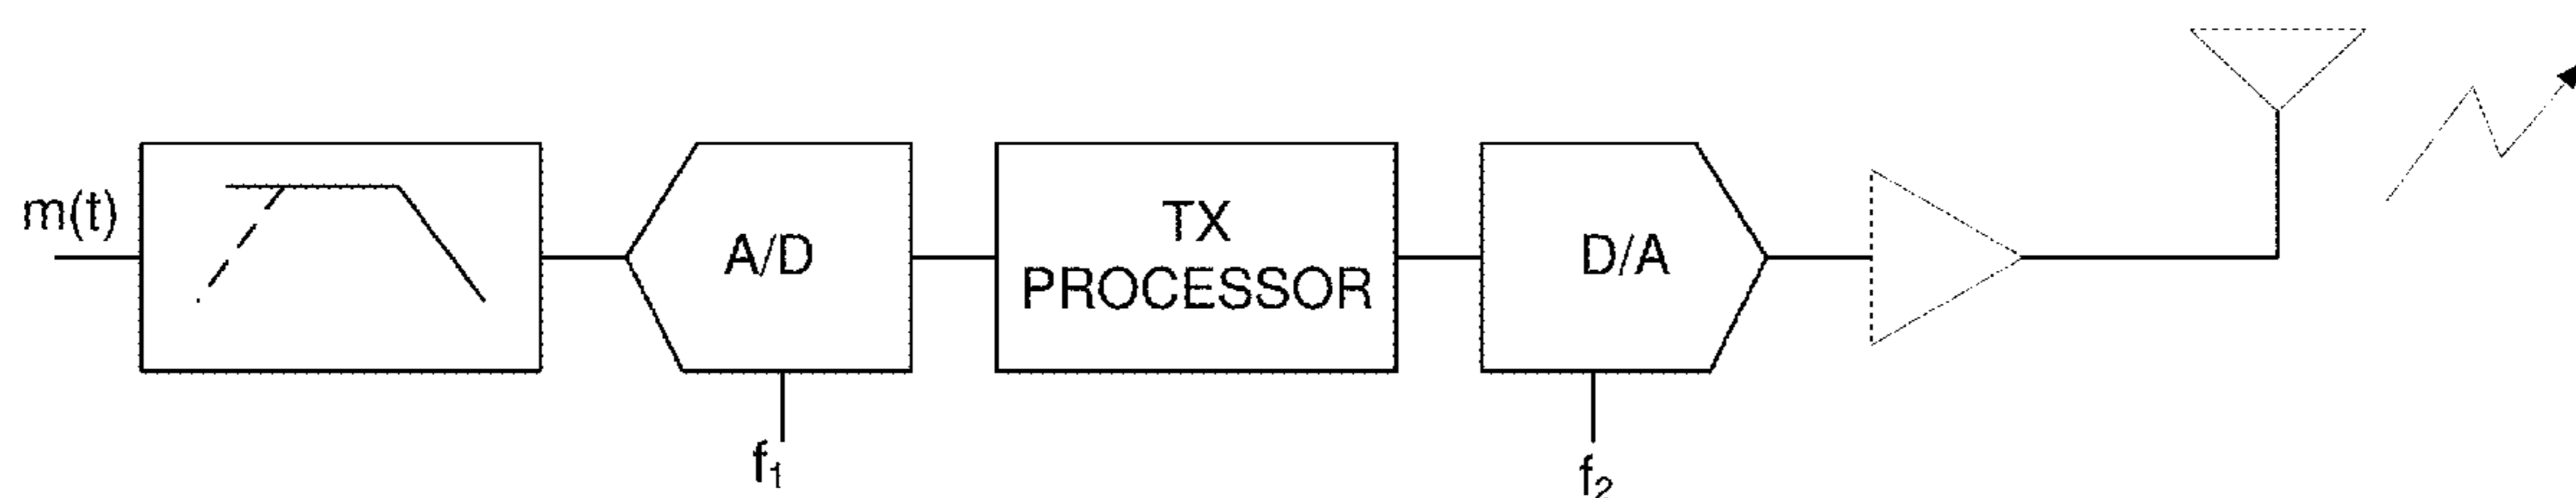 m(t)
A/D
TX
PROCESSOR
D/A
f₁
f₂